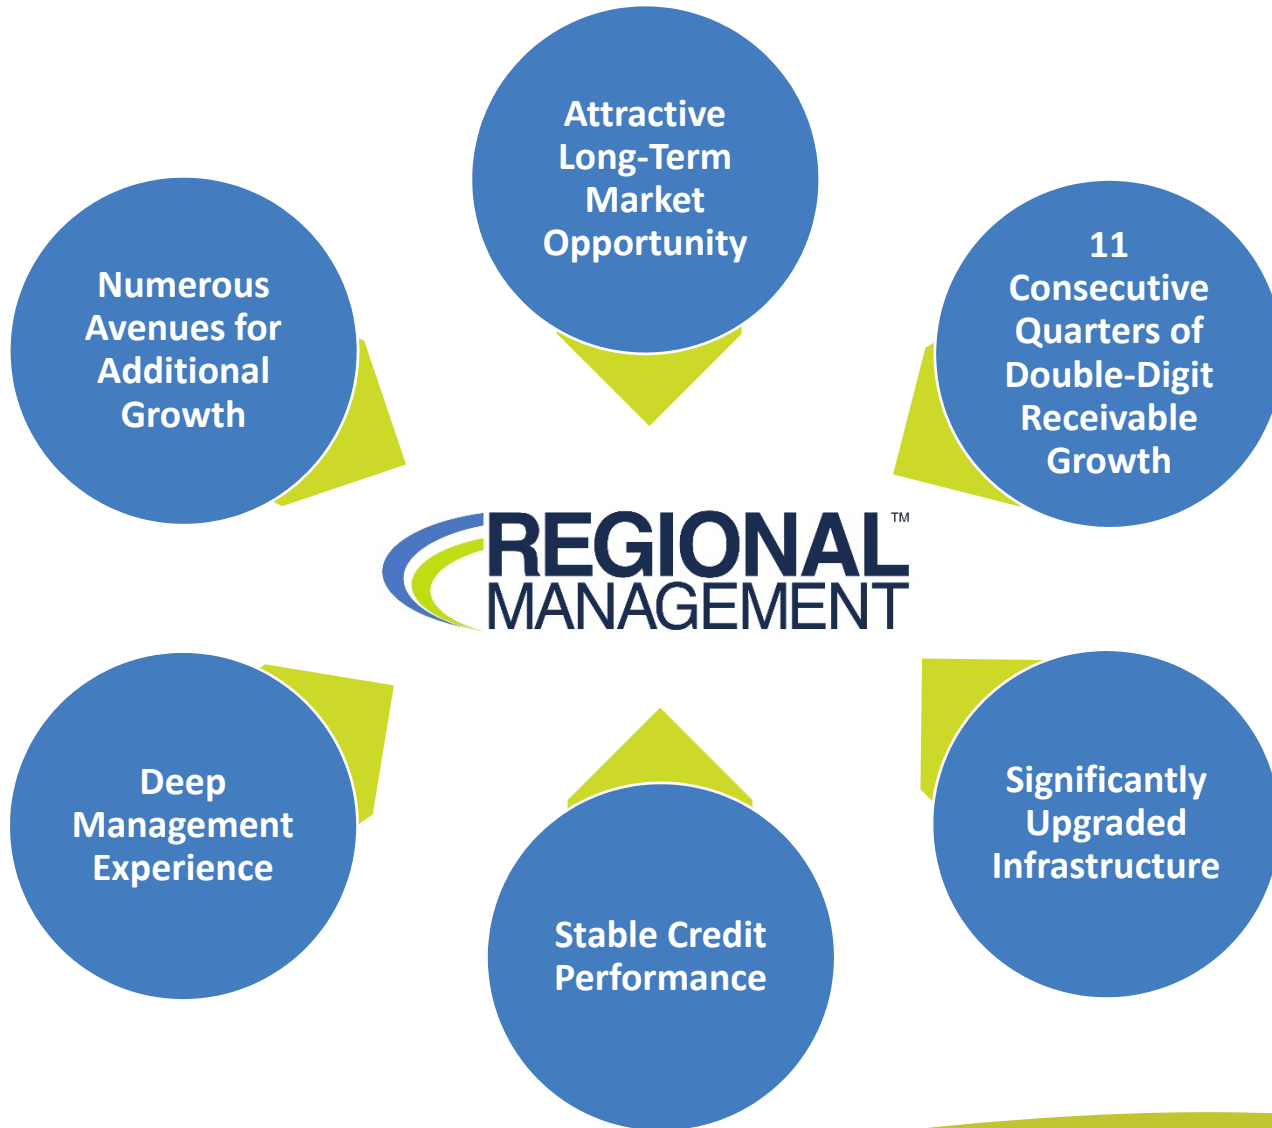 Attractive
Long-Term
Market
Opportunity
11
Consecutive
Quarters of
Double-Digit
Receivable
Growth
Significantly
Upgraded
Infrastructure
Stable Credit
Performance
Deep
Management
Experience
Numerous
Avenues for
Additional
Growth
REGIONAL™
MANAGEMENT